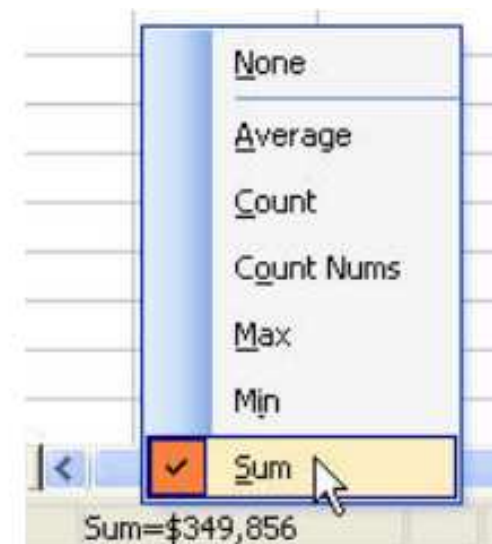 None
Average
Count
Count Nums
Max
Min
Sum
Sum=$349,856